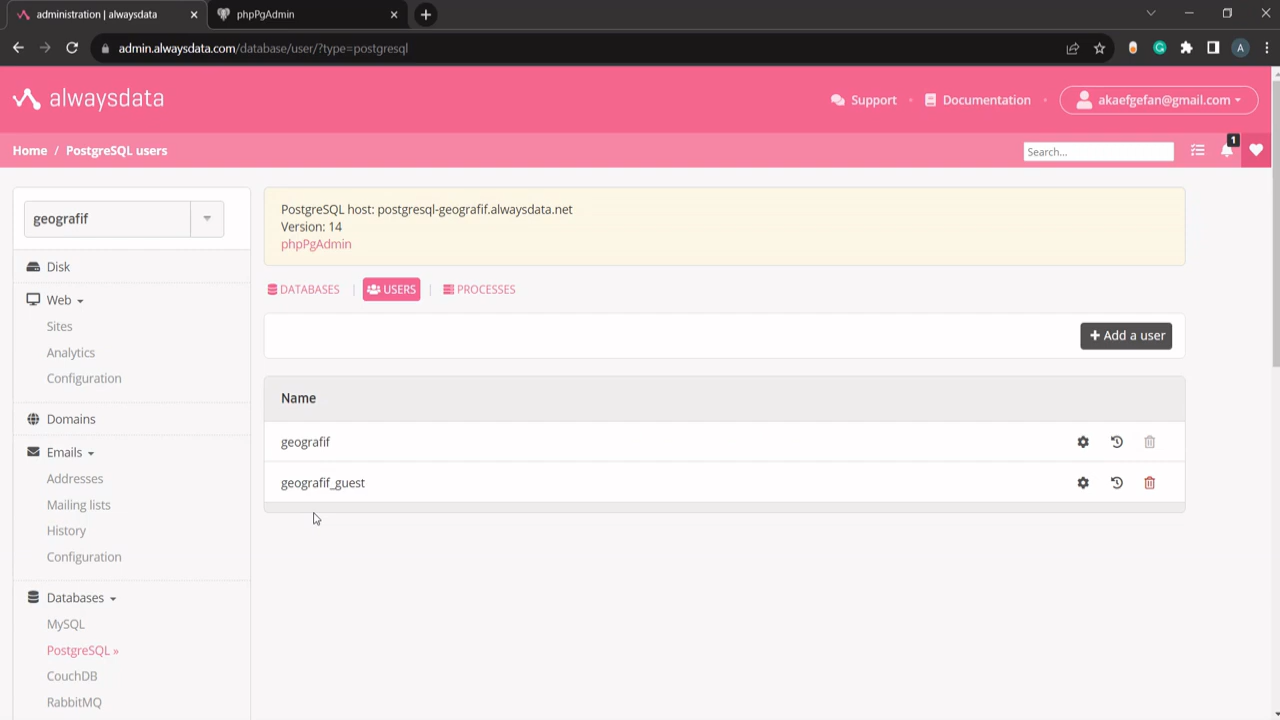 administration | alwaysdata
phpPgAdmin
admin.alwaysdata.com/database/user/?type=postgresql
A
alwaysdata
Support
Documentation
akaefgefan@gmail.com
Home / PostgreSQL users
Search...
1
geografif
Disk
Web
Sites
Analytics
Configuration
Domains
Emails
Addresses
Mailing lists
History
Configuration
Databases
MySQL
PostgreSQL »
CouchDB
RabbitMQ
PostgreSQL host: postgresql-geografif.alwaysdata.net
Version: 14
phpPgAdmin
DATABASES | USERS | PROCESSES
+ Add a user
Name
geografif
geografif_guest